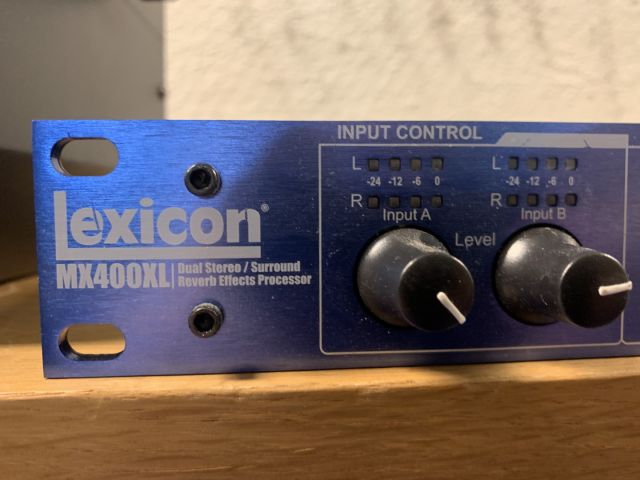 INPUT CONTROL
L
-24 -12 -6 0
R
Input A
L
-24 -12 -6 0
R
Input B
Level
Lexicon®
MX400XL
Dual Stereo / Surround
Reverb Effects Processor